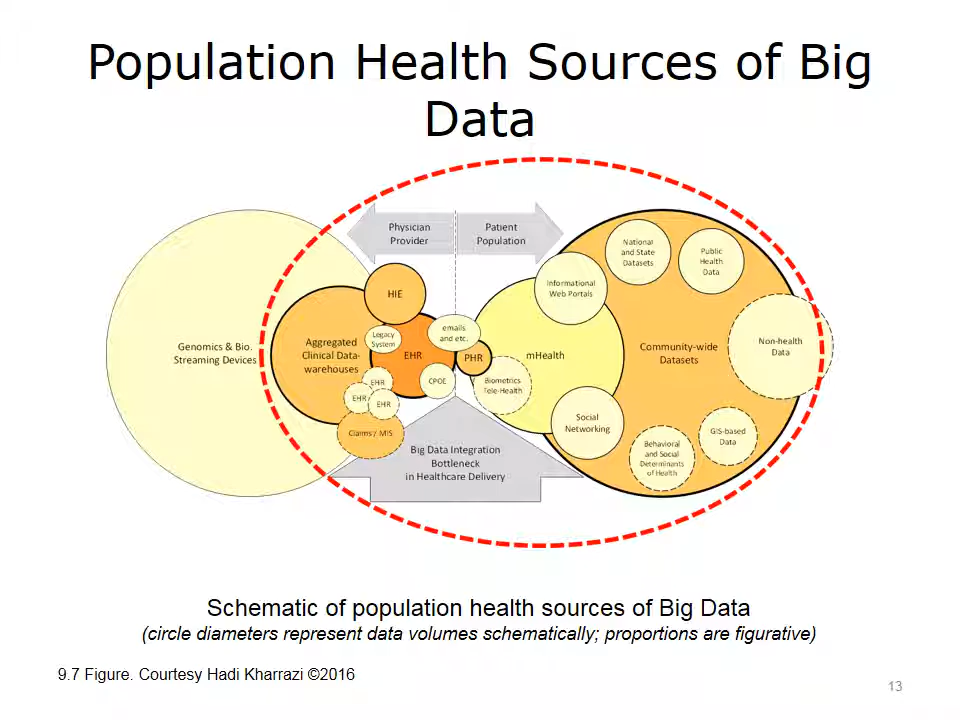 Population Health Sources of Big
Data
Physician
Provider
Patient
Population
National
and State
Datasets
Public
Health
Data
HIE
Informational
Web Portals
Genomics & Bio.
Streaming Devices
Aggregated
Clinical Data-
warehouses
Legacy
System
EHR
emails
and etc.
PHR
mHealth
Community-wide
Datasets
Non-health
Data
EHR
EHR
EHR
CPOE
Biometrics
Tele-Health
Claims / MIS
Social
Networking
GIS-based
Data
Behavioral
and Social
Determinants
of Health
Big Data Integration
Bottleneck
in Healthcare Delivery
Schematic of population health sources of Big Data
(circle diameters represent data volumes schematically; proportions are figurative)
9.7 Figure. Courtesy Hadi Kharrazi ©2016
13